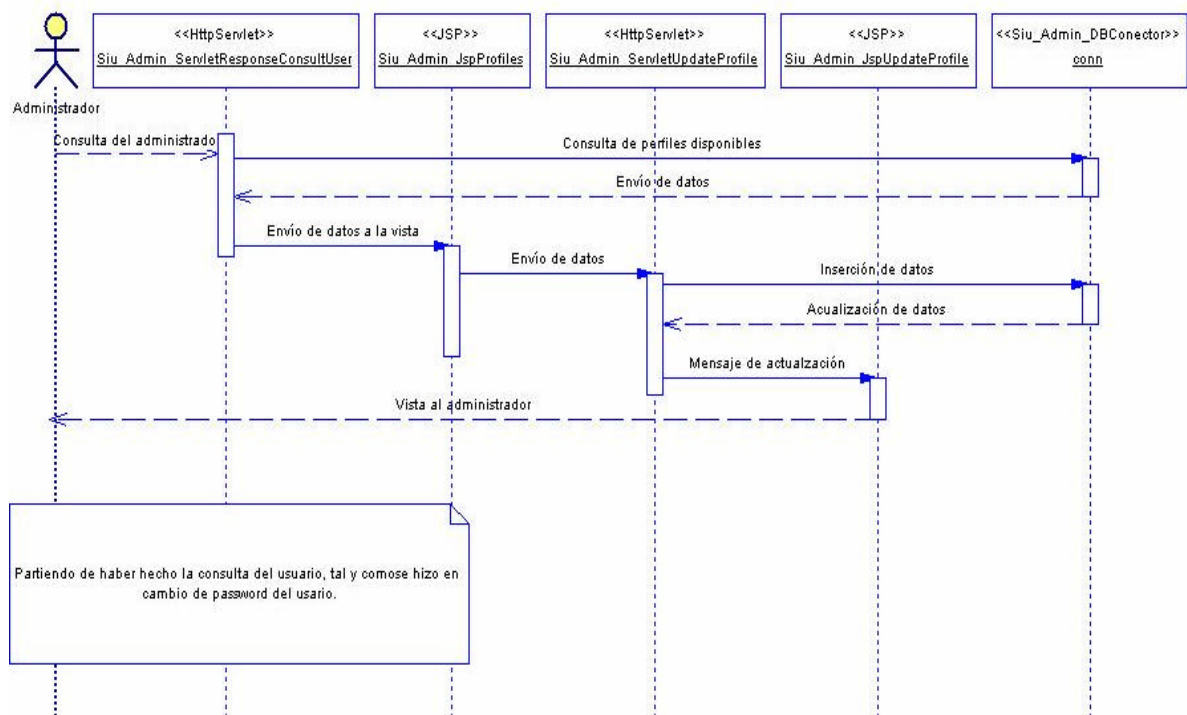 <<HttpServlet>>
Siu_Admin_ServletResponseConsultUser
<<JSP>>
Siu_Admin_JspProfiles
<<HttpServlet>>
Siu_Admin_ServletUpdateProfile
<<JSP>>
Siu_Admin_JspUpdateProfile
<<Siu_Admin_DBConector>>
conn
Administrador
Consulta del administrado
Consulta de perfiles disponibles
Envío de datos
Envío de datos a la vista
Envío de datos
Inserción de datos
Acualización de datos
Mensaje de actualzación
Vista al administrador
Partiendo de haber hecho la consulta del usuario, tal y comose hizo en
cambio de password del usario.